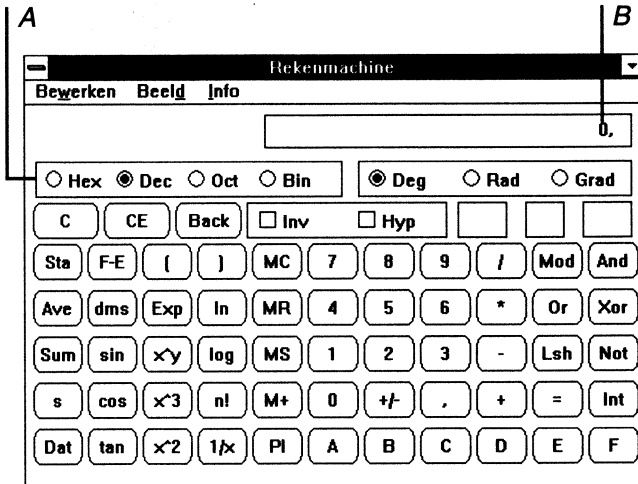 A B
Rekenmachine
Bewerken Beeld Info
0,
Hex Dec Oct Bin Deg Rad Grad
C CE Back Inv Hyp
Sta F-E ( ) MC 7 8 9 / Mod And
Ave dms Exp ln MR 4 5 6 * Or Xor
Sum sin x^y log MS 1 2 3 - Lsh Not
s cos x^3 n! M+ 0 +/- , + = Int
Dat tan x^2 1/x PI A B C D E F